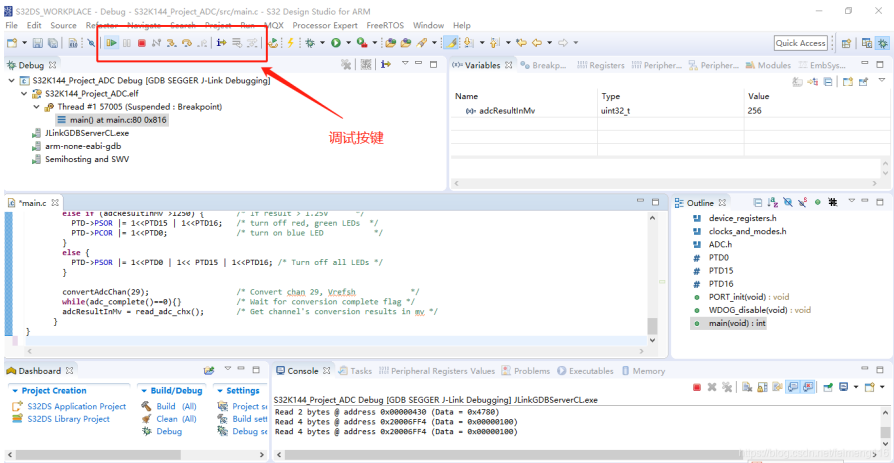 S32DS_WORKPLACE - Debug - S32K144_Project_ADC/src/main.c - S32 Design Studio for ARM
File Edit Source Refactor Navigate Search Project Run MQX Processor Expert FreeRTOS Window Help
Quick Access
Debug
S32K144_Project_ADC Debug [GDB SEGGER J-Link Debugging]
S32K144_Project_ADC.elf
Thread #1 57005 (Suspended : Breakpoint)
main() at main.c:80 0x816
JLinkGDBServerCL.exe
arm-none-eabi-gdb
Semihosting and SWV
调试按键
(x)= Variables Breakp... Registers Peripher... Peripher... Modules EmbSys...
Name Type Value
(x)= adcResultInMv uint32_t 256
*main.c
else if (adcResultInMv >1250) { /* If result > 1.25V */
PTD->PSOR |= 1<<PTD15 | 1<<PTD16; /* turn off red, green LEDs */
PTD->PCOR |= 1<<PTD0; /* turn on blue LED */
}
else {
PTD->PSOR |= 1<<PTD0 | 1<< PTD15 | 1<<PTD16; /* Turn off all LEDs */
}
convertAdcChan(29); /* Convert chan 29, Vrefsh */
while(adc_complete()==0){} /* Wait for conversion complete flag */
adcResultInMv = read_adc_chx(); /* Get channel's conversion results in mv */
}
}
Outline
device_registers.h
clocks_and_modes.h
ADC.h
PTD0
PTD15
PTD16
PORT_init(void) : void
WDOG_disable(void) : void
main(void) : int
Dashboard
Project Creation Build/Debug Settings
S32DS Application Project Build (All) Project se
S32DS Library Project Clean (All) Build sett
Debug Debug se
Console Tasks Peripheral Registers Values Problems Executables Memory
S32K144_Project_ADC Debug [GDB SEGGER J-Link Debugging] JLinkGDBServerCL.exe
Read 2 bytes @ address 0x00000430 (Data = 0x4780)
Read 4 bytes @ address 0x20006FF4 (Data = 0x00000100)
Read 4 bytes @ address 0x20006FF4 (Data = 0x00000100)